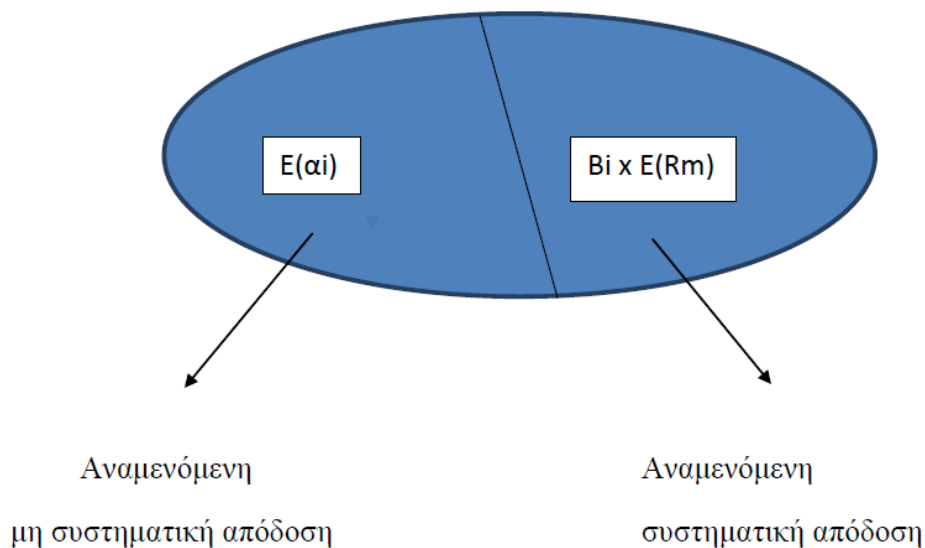 E(αi)
Bi x E(Rm)
Αναμενόμενη
μη συστηματική απόδοση
Αναμενόμενη
συστηματική απόδοση